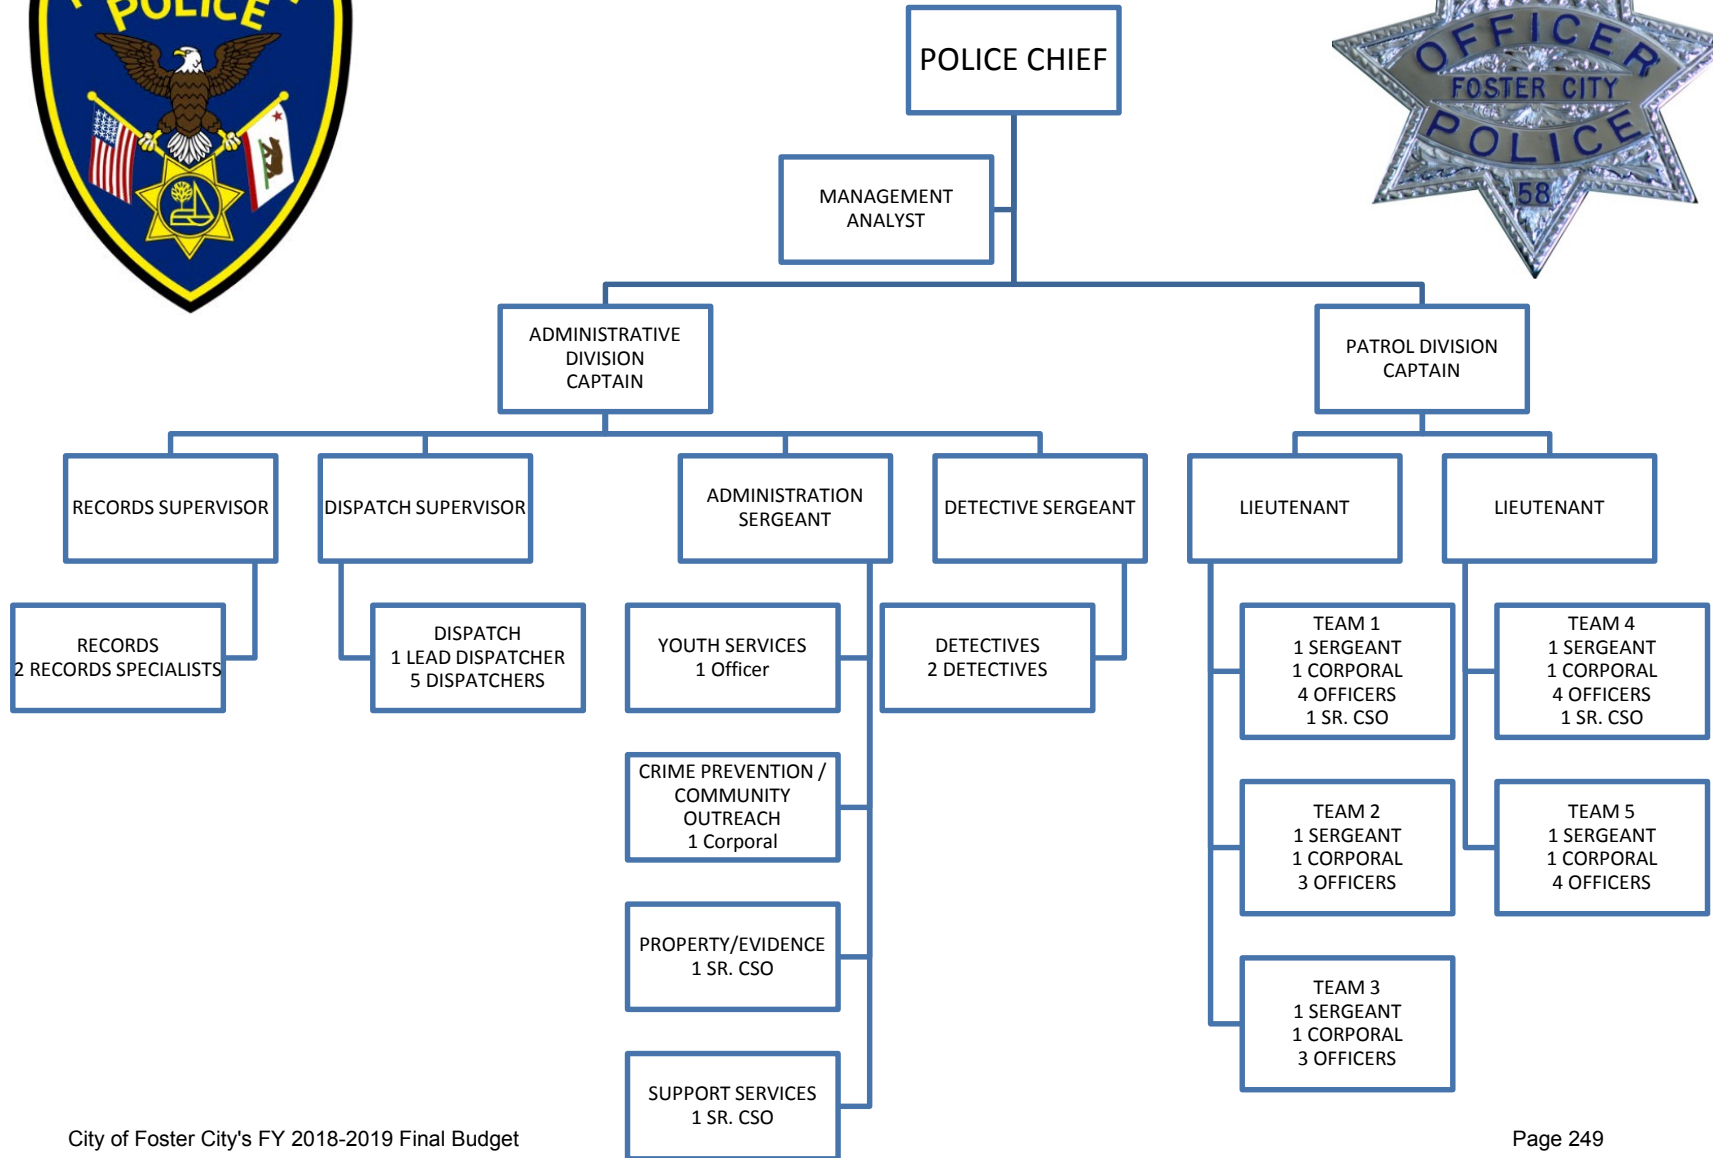 POLICE
POLICE CHIEF
OFFICER
FOSTER CITY
POLICE
58
MANAGEMENT
ANALYST
ADMINISTRATIVE
DIVISION
CAPTAIN
PATROL DIVISION
CAPTAIN
RECORDS SUPERVISOR
DISPATCH SUPERVISOR
ADMINISTRATION
SERGEANT
DETECTIVE SERGEANT
LIEUTENANT
LIEUTENANT
RECORDS
2 RECORDS SPECIALISTS
DISPATCH
1 LEAD DISPATCHER
5 DISPATCHERS
YOUTH SERVICES
1 Officer
DETECTIVES
2 DETECTIVES
TEAM 1
1 SERGEANT
1 CORPORAL
4 OFFICERS
1 SR. CSO
TEAM 4
1 SERGEANT
1 CORPORAL
4 OFFICERS
1 SR. CSO
CRIME PREVENTION /
COMMUNITY
OUTREACH
1 Corporal
TEAM 2
1 SERGEANT
1 CORPORAL
3 OFFICERS
TEAM 5
1 SERGEANT
1 CORPORAL
4 OFFICERS
PROPERTY/EVIDENCE
1 SR. CSO
TEAM 3
1 SERGEANT
1 CORPORAL
3 OFFICERS
SUPPORT SERVICES
1 SR. CSO
City of Foster City's FY 2018-2019 Final Budget
Page 249